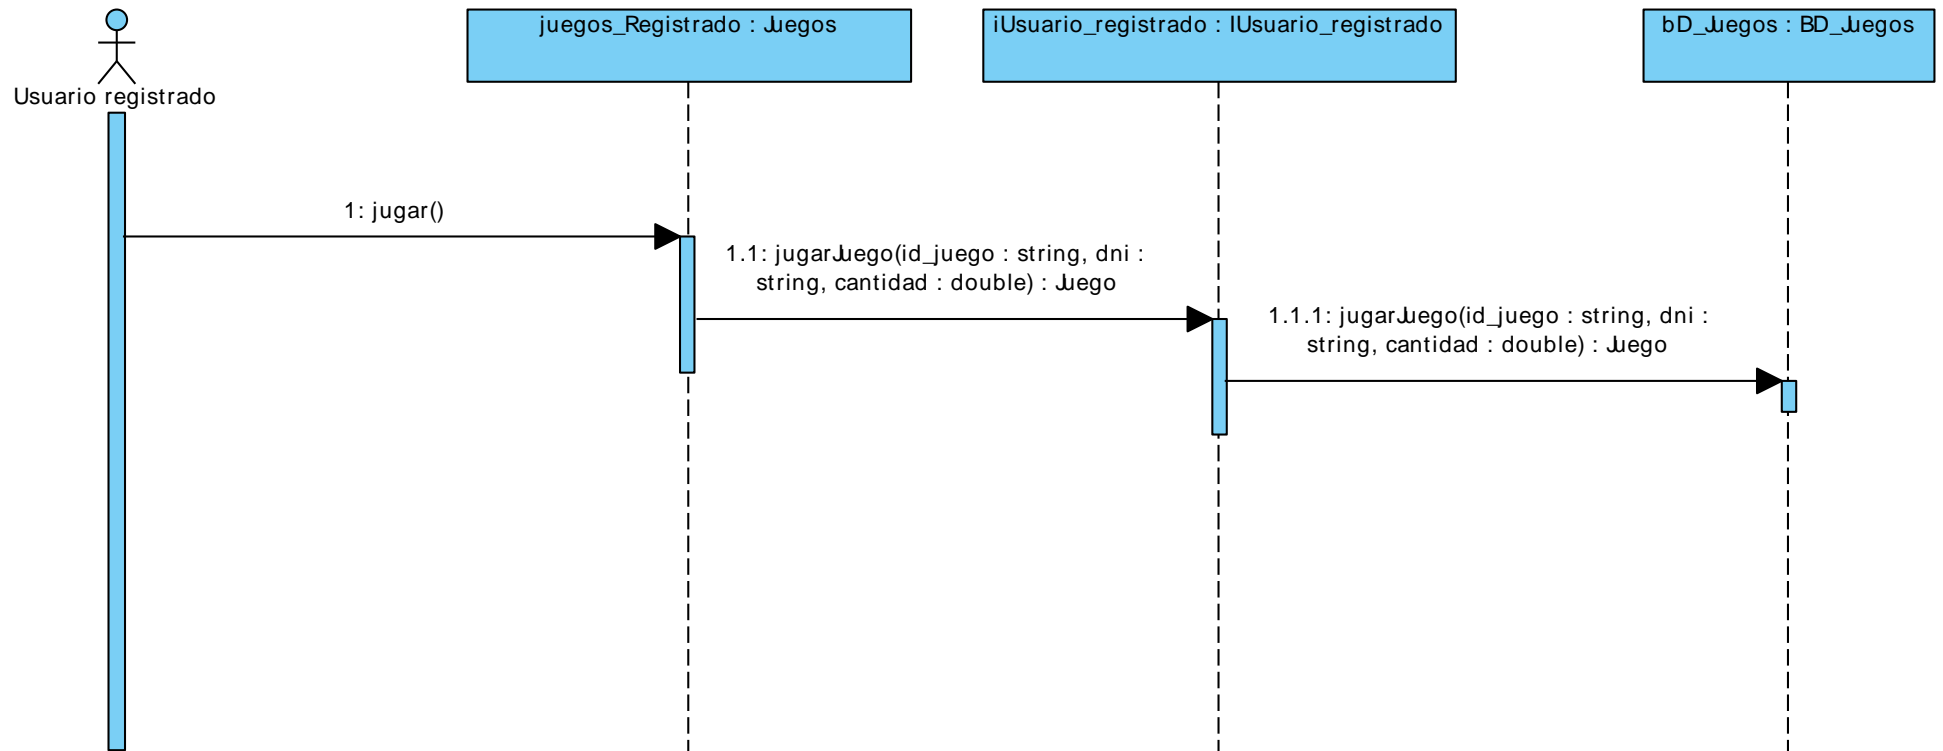 juegos_Registrado : Juegos
iUsuario_registrado : IUsuario_registrado
bD_Juegos : BD_Juegos
Usuario registrado
1: jugar()
1.1: jugarJuego(id_juego : string, dni :
string, cantidad : double) : Juego
1.1.1: jugarJuego(id_juego : string, dni :
string, cantidad : double) : Juego